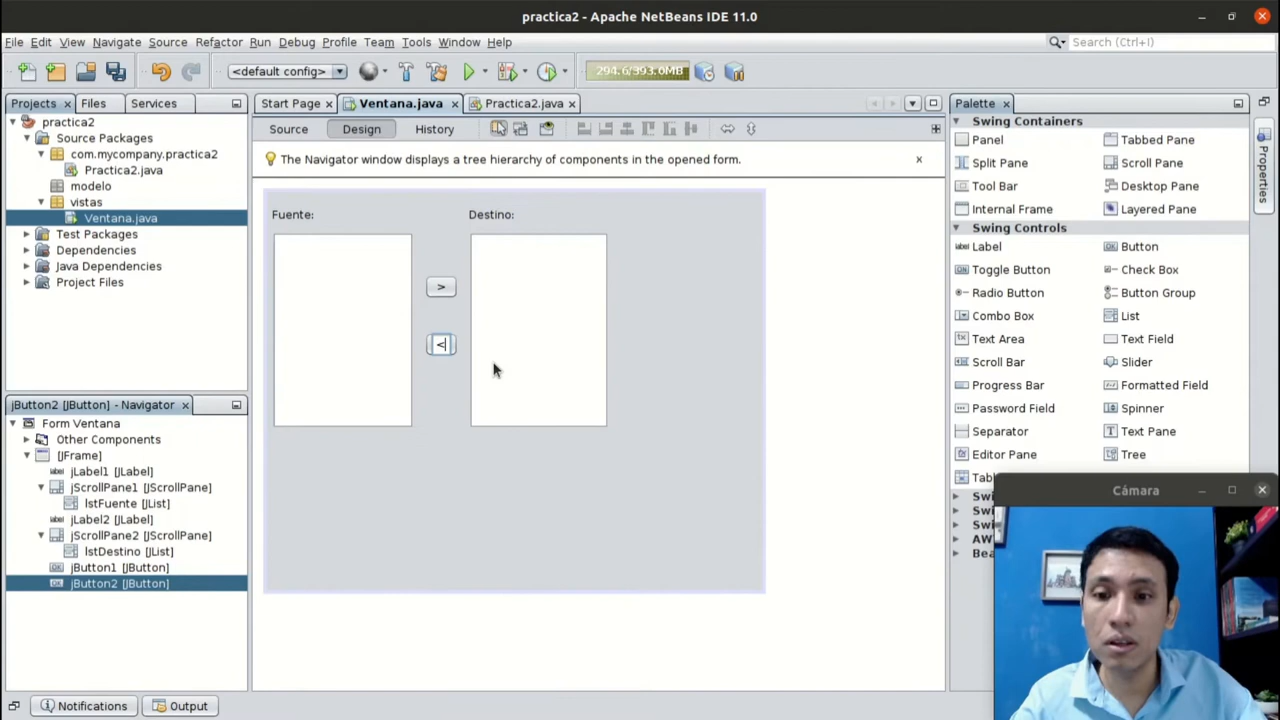 practica2 - Apache NetBeans IDE 11.0
File Edit View Navigate Source Refactor Run Debug Profile Team Tools Window Help
Search (Ctrl+I)
<default config>
294.6/393.0MB
Projects Files Services
Start Page Ventana.java Practica2.java
Palette
Source Design History
The Navigator window displays a tree hierarchy of components in the opened form.
practica2
Source Packages
com.mycompany.practica2
Practica2.java
modelo
vistas
Ventana.java
Test Packages
Dependencies
Java Dependencies
Project Files
jButton2 [JButton] - Navigator
Form Ventana
Other Components
[JFrame]
jLabel1 [JLabel]
jScrollPane1 [JScrollPane]
lstFuente [JList]
jLabel2 [JLabel]
jScrollPane2 [JScrollPane]
lstDestino [JList]
jButton1 [JButton]
jButton2 [JButton]
Fuente:
Destino:
>
<
Swing Containers
Panel Tabbed Pane
Split Pane Scroll Pane
Tool Bar Desktop Pane
Internal Frame Layered Pane
Swing Controls
Label Button
Toggle Button Check Box
Radio Button Button Group
Combo Box List
Text Area Text Field
Scroll Bar Slider
Progress Bar Formatted Field
Password Field Spinner
Separator Text Pane
Editor Pane Tree
Properties
Cámara
Notifications Output